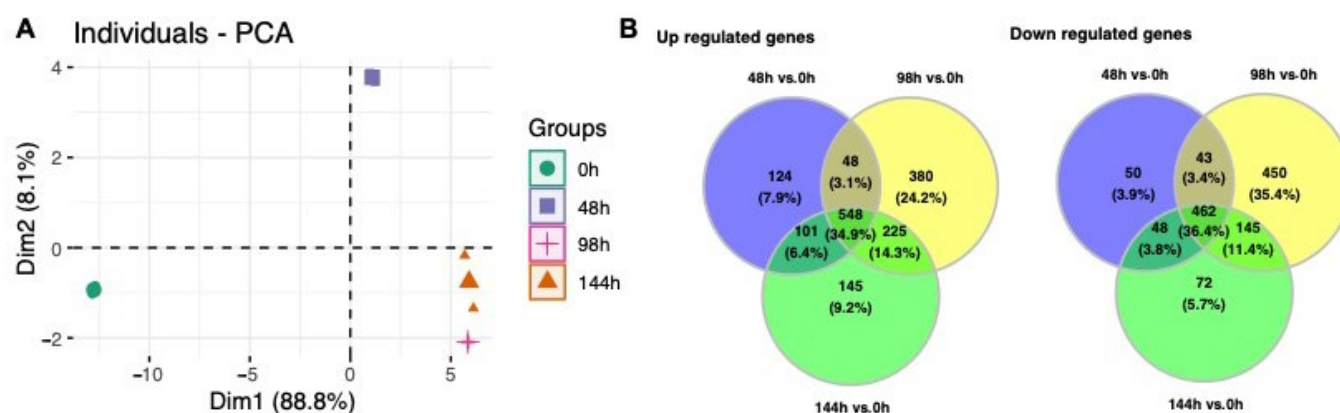 A
Individuals - PCA
4
2
0
−2
Dim2 (8.1%)
−10
−5
0
5
Dim1 (88.8%)
Groups
0h
48h
98h
144h
B
Up regulated genes
48h vs.0h
98h vs.0h
124
(7.9%)
48
(3.1%)
380
(24.2%)
548
(34.9%)
101
(6.4%)
225
(14.3%)
145
(9.2%)
144h vs.0h
Down regulated genes
48h vs.0h
98h vs.0h
50
(3.9%)
43
(3.4%)
450
(35.4%)
462
(36.4%)
48
(3.8%)
145
(11.4%)
72
(5.7%)
144h vs.0h